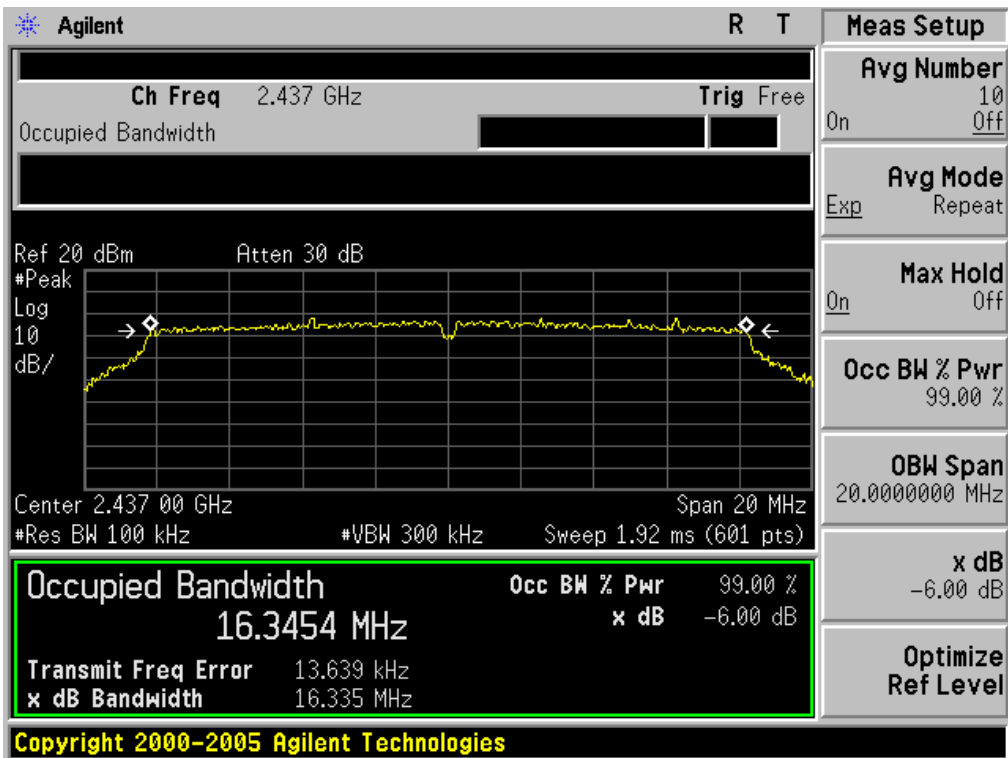 Agilent R T
Ch Freq 2.437 GHz Trig Free
Occupied Bandwidth
Ref 20 dBm Atten 30 dB
#Peak
Log
10
dB/
Center 2.437 00 GHz Span 20 MHz
#Res BW 100 kHz #VBW 300 kHz Sweep 1.92 ms (601 pts)
Occupied Bandwidth
16.3454 MHz
Occ BW % Pwr 99.00 %
x dB -6.00 dB
Transmit Freq Error 13.639 kHz
x dB Bandwidth 16.335 MHz
Copyright 2000-2005 Agilent Technologies
Meas Setup
Avg Number
10
On Off
Avg Mode
Exp Repeat
Max Hold
On Off
Occ BW % Pwr
99.00 %
OBW Span
20.0000000 MHz
x dB
-6.00 dB
Optimize
Ref Level